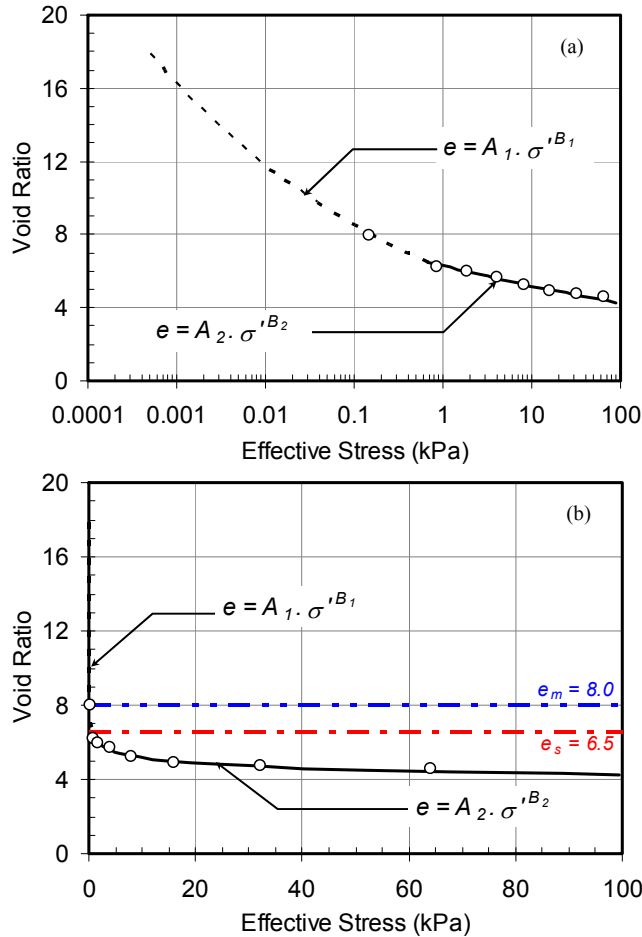 20
(a)
16
e = A₁ . σ'^B₁
12
Void Ratio
8
4
e = A₂ . σ'^B₂
0
0.0001 0.001 0.01 0.1 1 10 100
Effective Stress (kPa)
20
(b)
16
e = A₁ . σ'^B₁
12
Void Ratio
8
eₘ = 8.0
eₛ = 6.5
4
e = A₂ . σ'^B₂
0
0 20 40 60 80 100
Effective Stress (kPa)